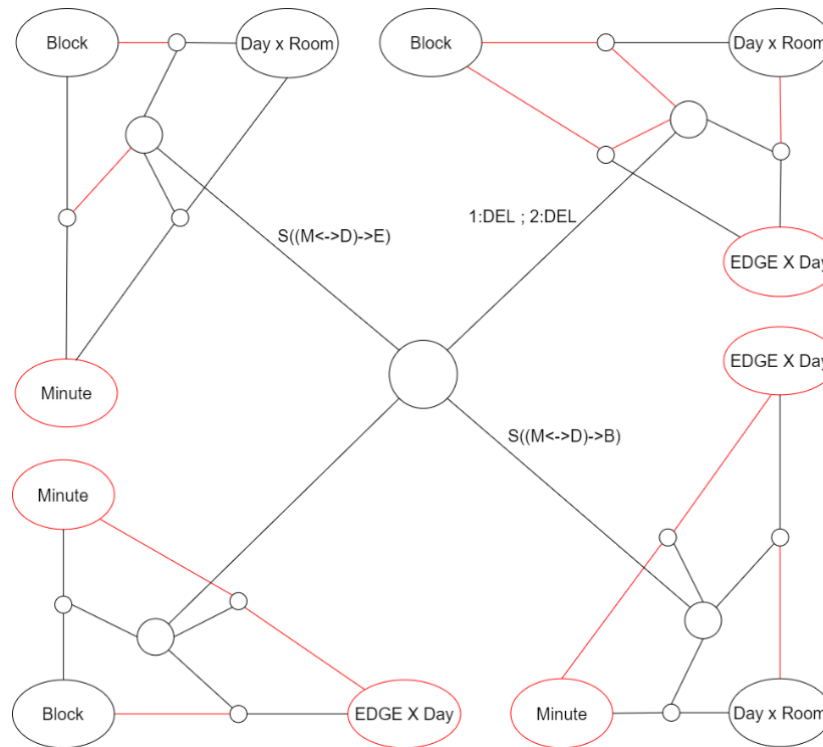 Block
Day x Room
Block
Day x Room
S((M<->D)->E)
1:DEL ; 2:DEL
EDGE X Day
Minute
EDGE X Day
S((M<->D)->B)
Minute
Block
EDGE X Day
Minute
Day x Room